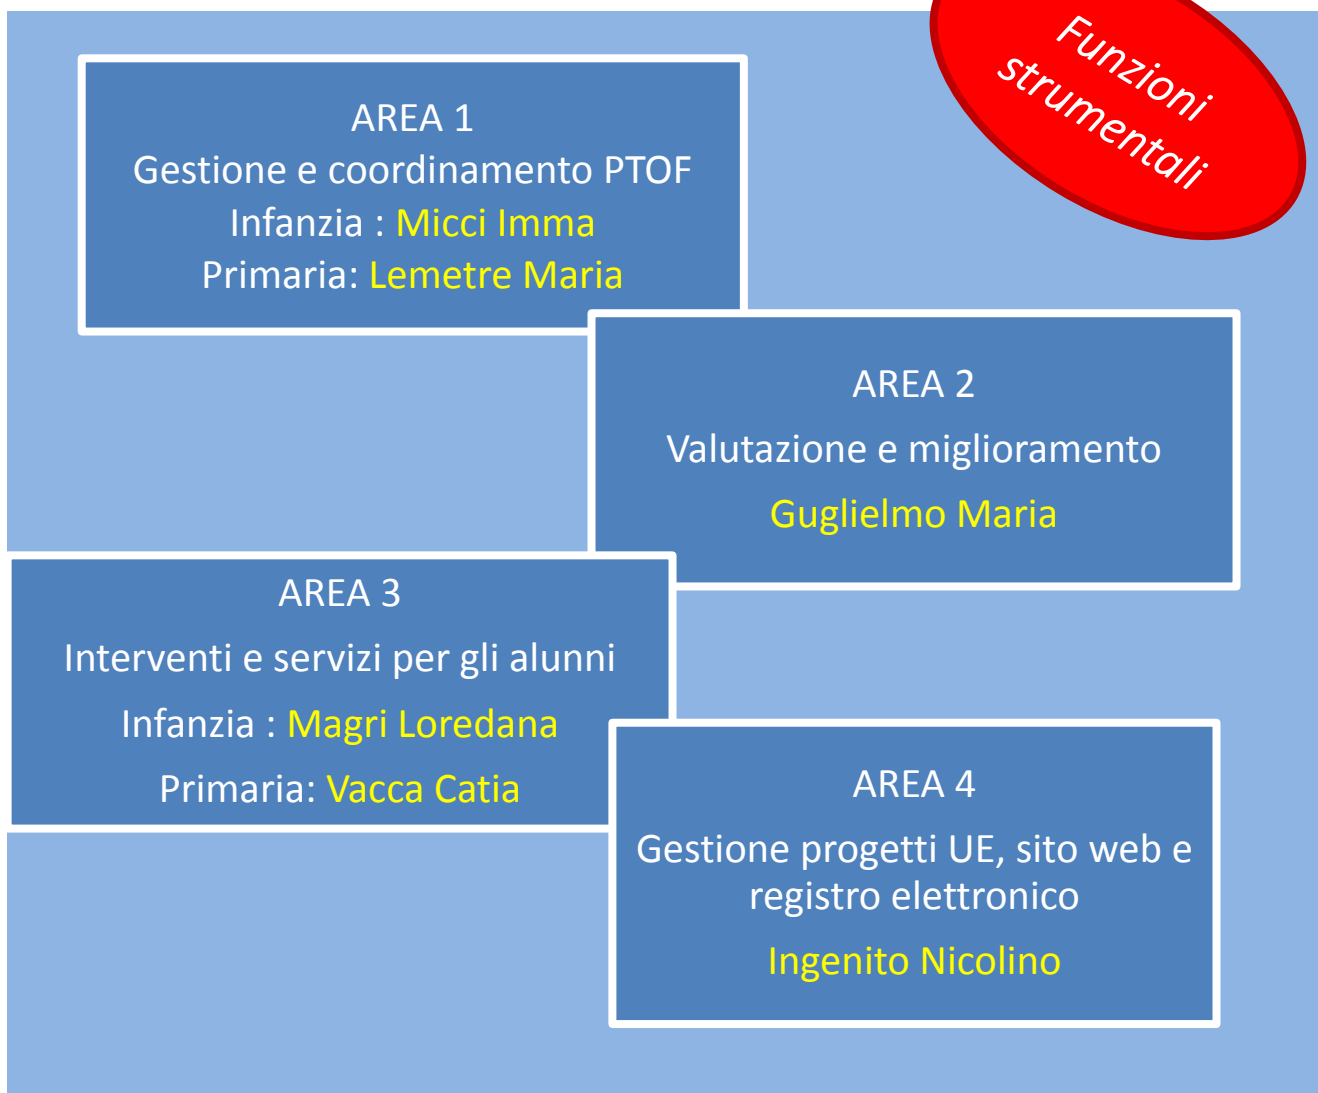 Funzioni
strumentali
AREA 1
Gestione e coordinamento PTOF
Infanzia : Micci Imma
Primaria: Lemetre Maria
AREA 2
Valutazione e miglioramento
Guglielmo Maria
AREA 3
Interventi e servizi per gli alunni
Infanzia : Magri Loredana
Primaria: Vacca Catia
AREA 4
Gestione progetti UE, sito web e
registro elettronico
Ingenito Nicolino